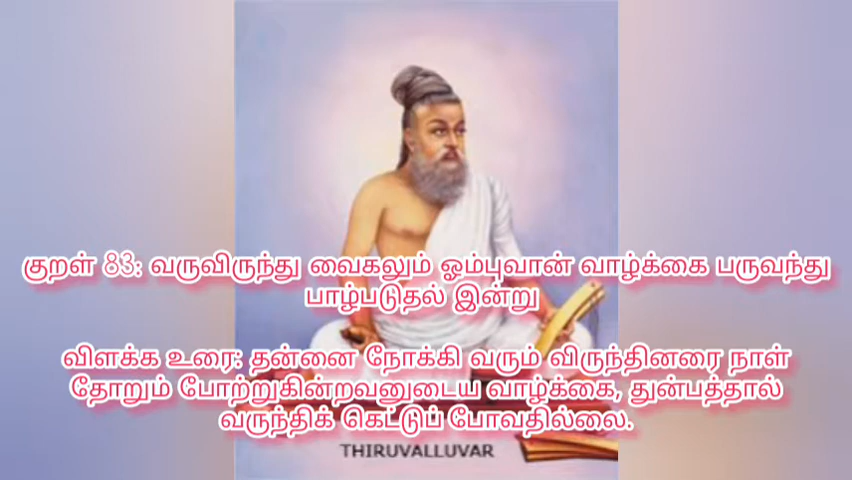 குறள் 83: வருவிருந்து வைகலும் ஓம்புவான் வாழ்க்கை பருவந்து
பாழ்படுதல் இன்று
விளக்க உரை: தன்னை நோக்கி வரும் விருந்தினரை நாள்
தோறும் போற்றுகின்றவனுடைய வாழ்க்கை, துன்பத்தால்
வருந்திக் கெட்டுப் போவதில்லை.
THIRUVALLUVAR